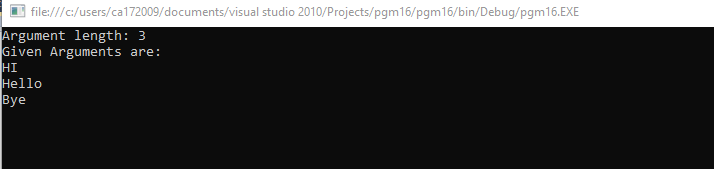 file:///c:/users/ca172009/documents/visual studio 2010/Projects/pgm16/pgm16/bin/Debug/pgm16.EXE
Argument length: 3
Given Arguments are:
HI
Hello
Bye